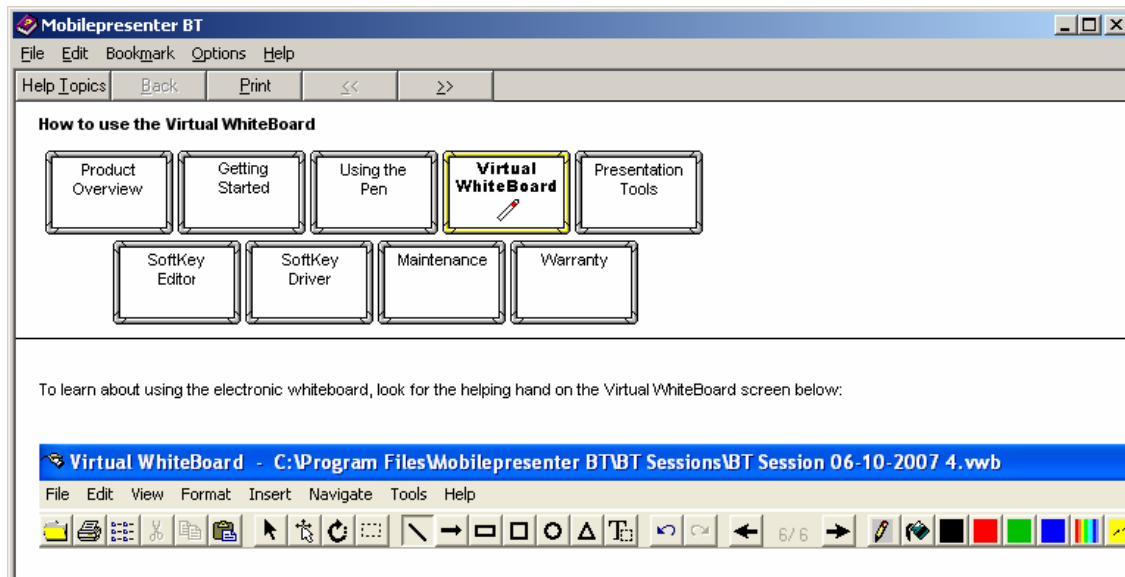 Mobilepresenter BT
File Edit Bookmark Options Help
Help Topics Back Print << >>
How to use the Virtual WhiteBoard
Product Overview
Getting Started
Using the Pen
Virtual WhiteBoard
Presentation Tools
SoftKey Editor
SoftKey Driver
Maintenance
Warranty
To learn about using the electronic whiteboard, look for the helping hand on the Virtual WhiteBoard screen below:
Virtual WhiteBoard - C:\Program Files\Mobilepresenter BT\BT Sessions\BT Session 06-10-2007 4.vwb
File Edit View Format Insert Navigate Tools Help
T 6/6